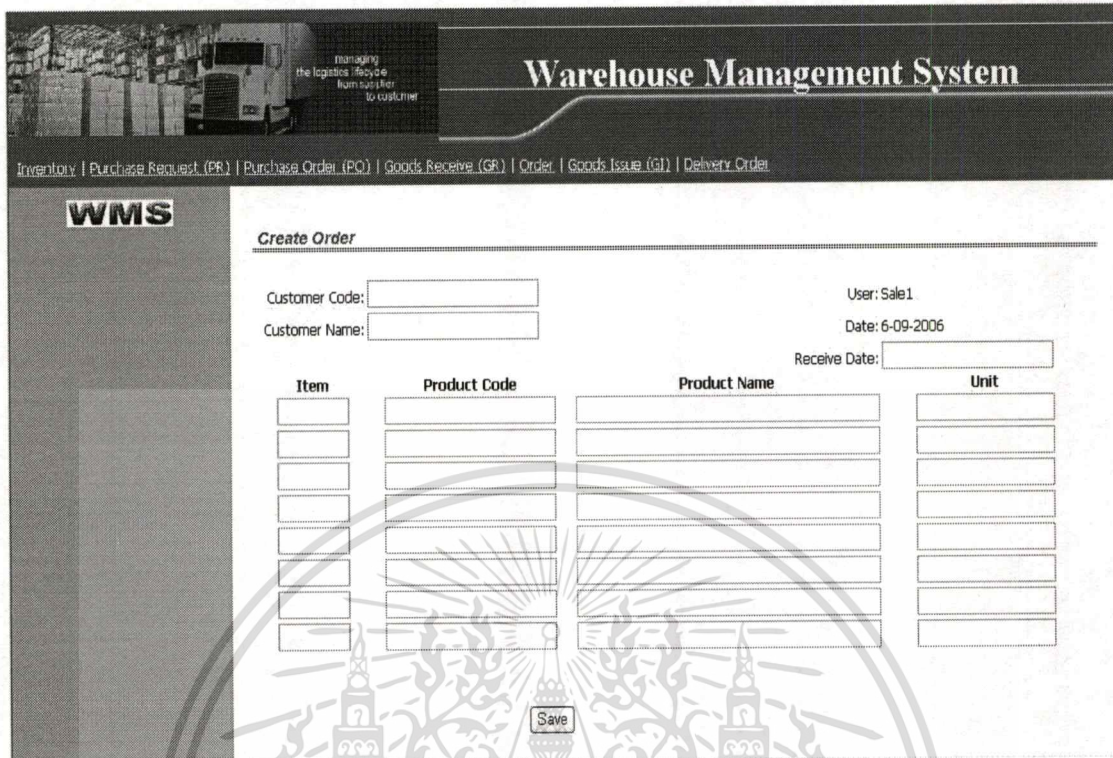 managing
the logistics lifecycle
from supplier
to customer
Warehouse Management System
Inventory | Purchase Request (PR) | Purchase Order (PO) | Goods Receive (GR) | Order | Goods Issue (GI) | Delivery Order
WMS
Create Order
Customer Code:
User: Sale1
Customer Name:
Date: 6-09-2006
Receive Date:
Item Product Code Product Name Unit
Save